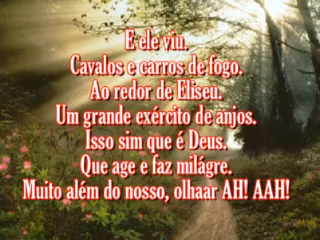 E ele viu.
Cavalos e carros de fogo.
Ao redor de Eliseu.
Um grande exército de anjos.
Isso sim que é Deus.
Que age e faz milágre.
Muito além do nosso, olhaar AH! AAH!